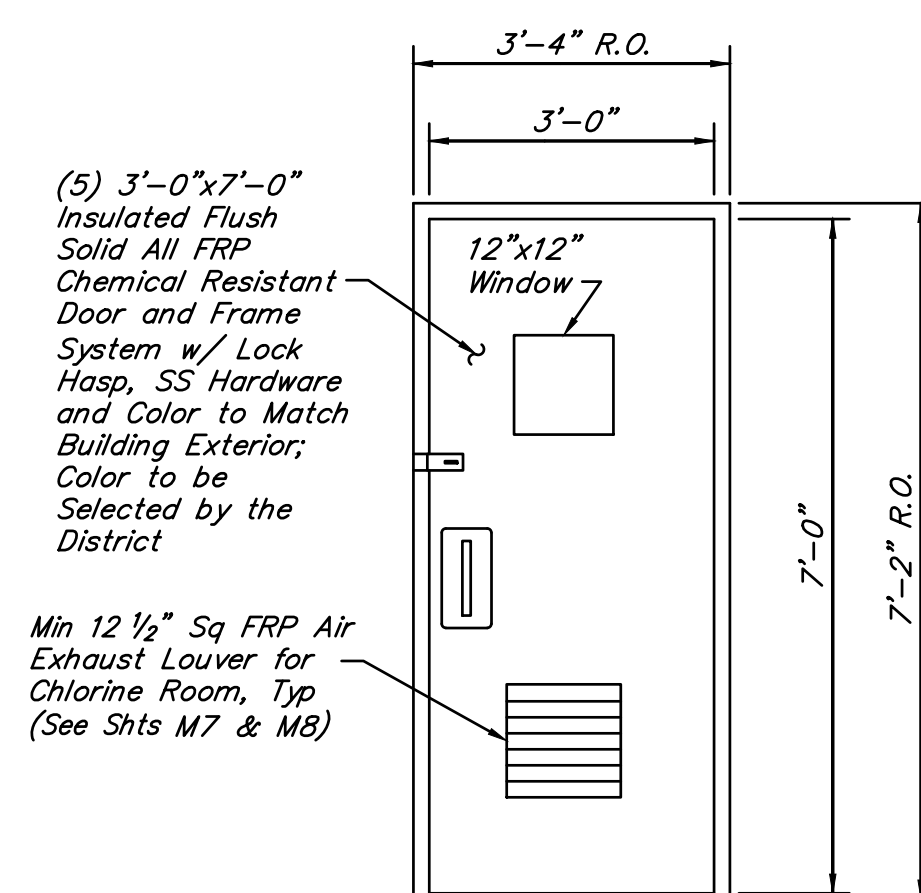 3'-4" R.O.
3'-0"
(5) 3'-0"x7'-0"
Insulated Flush
Solid All FRP
Chemical Resistant
Door and Frame
System w/ Lock
Hasp, SS Hardware
and Color to Match
Building Exterior;
Color to be
Selected by the
District
12"x12"
Window
7'-0"
7'-2" R.O.
Min 12 ½" Sq FRP Air
Exhaust Louver for
Chlorine Room, Typ
(See Shts M7 & M8)